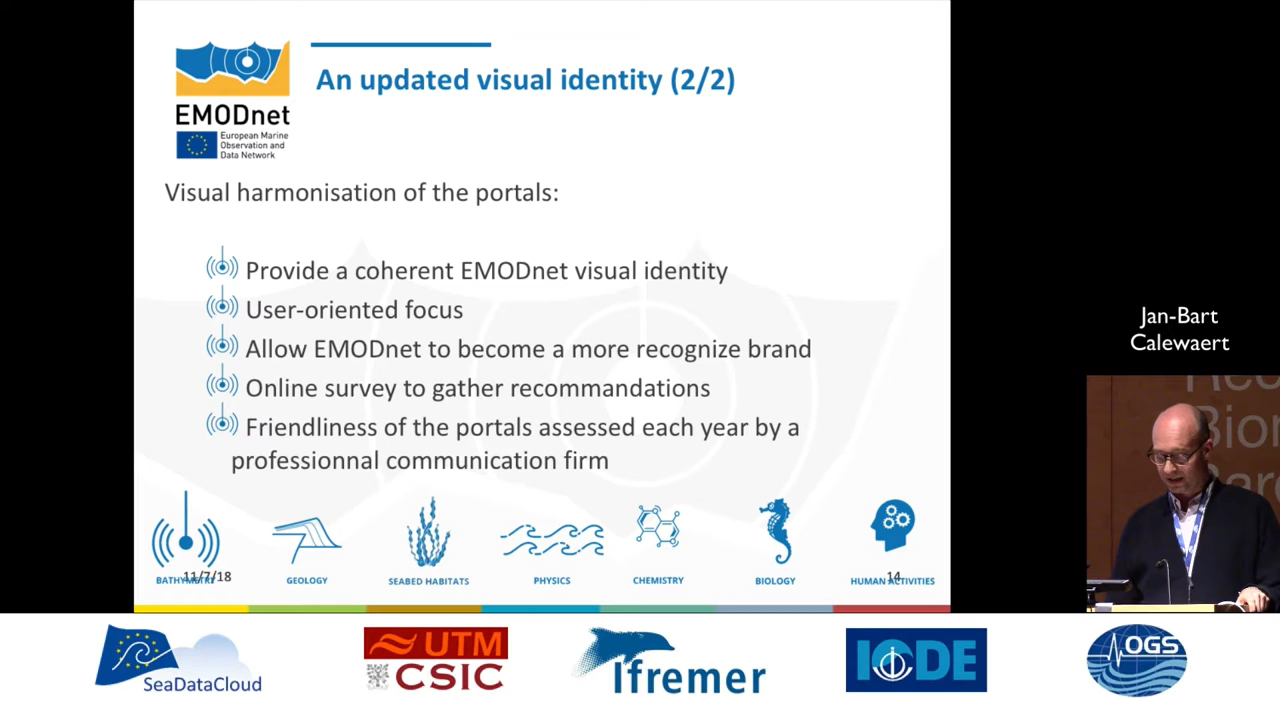 An updated visual identity (2/2)
EMODnet
European Marine
Observation and
Data Network
Visual harmonisation of the portals:
Provide a coherent EMODnet visual identity
User-oriented focus
Allow EMODnet to become a more recognize brand
Online survey to gather recommandations
Friendliness of the portals assessed each year by a
professionnal communication firm
Jan-Bart
Calewaert
BATHYMETRY
11/7/18
GEOLOGY
SEABED HABITATS
PHYSICS
CHEMISTRY
BIOLOGY
14
HUMAN ACTIVITIES
SeaDataCloud
UTM
CSIC
Ifremer
IODE
OGS